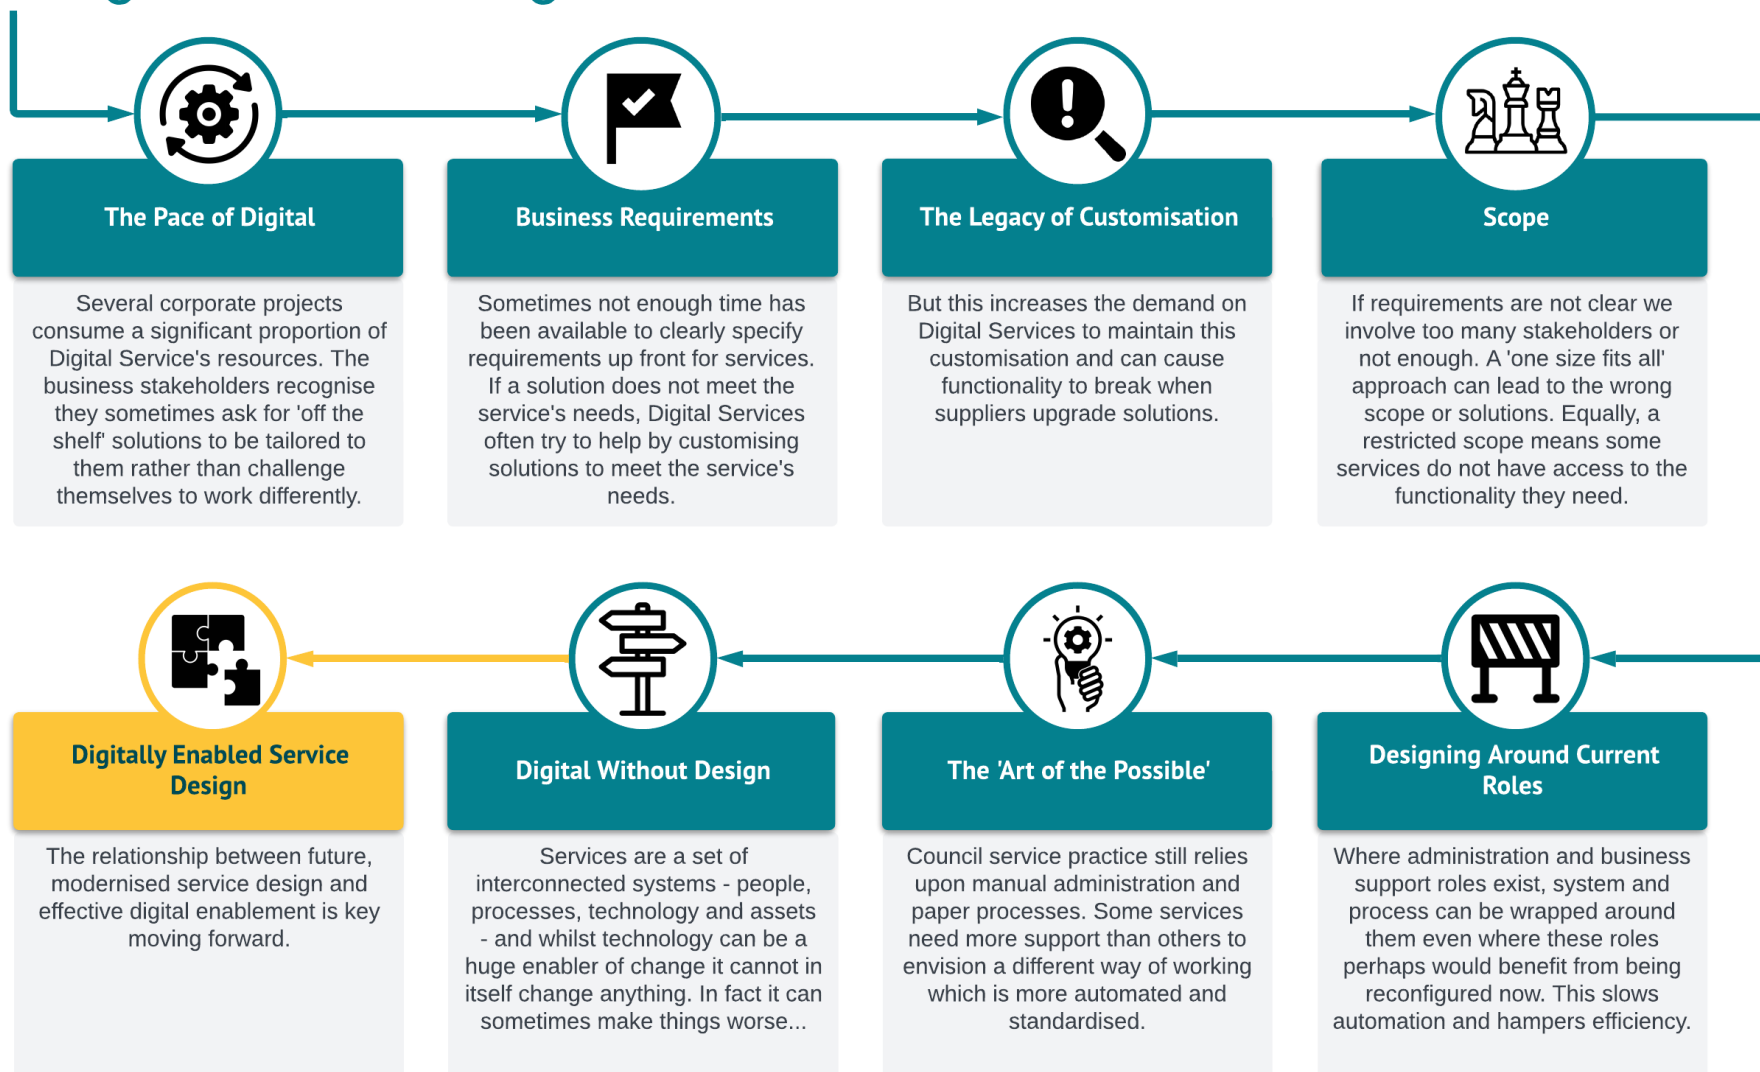 The Pace of Digital
Several corporate projects
consume a significant proportion of
Digital Service's resources. The
business stakeholders recognise
they sometimes ask for 'off the
shelf' solutions to be tailored to
them rather than challenge
themselves to work differently.
Business Requirements
Sometimes not enough time has
been available to clearly specify
requirements up front for services.
If a solution does not meet the
service's needs, Digital Services
often try to help by customising
solutions to meet the service's
needs.
The Legacy of Customisation
But this increases the demand on
Digital Services to maintain this
customisation and can cause
functionality to break when
suppliers upgrade solutions.
Scope
If requirements are not clear we
involve too many stakeholders or
not enough. A 'one size fits all'
approach can lead to the wrong
scope or solutions. Equally, a
restricted scope means some
services do not have access to the
functionality they need.
Designing Around Current
Roles
Where administration and business
support roles exist, system and
process can be wrapped around
them even where these roles
perhaps would benefit from being
reconfigured now. This slows
automation and hampers efficiency.
The 'Art of the Possible'
Council service practice still relies
upon manual administration and
paper processes. Some services
need more support than others to
envision a different way of working
which is more automated and
standardised.
Digital Without Design
Services are a set of
interconnected systems - people,
processes, technology and assets
- and whilst technology can be a
huge enabler of change it cannot in
itself change anything. In fact it can
sometimes make things worse...
Digitally Enabled Service
Design
The relationship between future,
modernised service design and
effective digital enablement is key
moving forward.